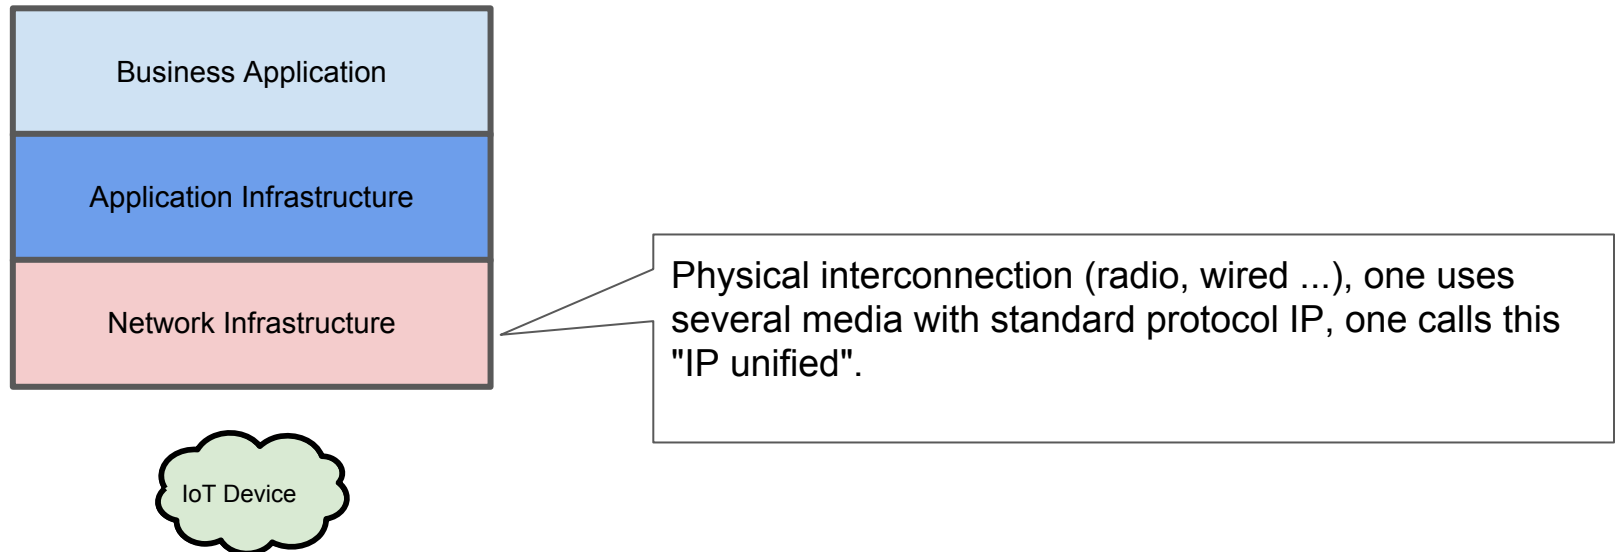 Business Application
Application Infrastructure
Network Infrastructure
Physical interconnection (radio, wired ...), one uses
several media with standard protocol IP, one calls this
"IP unified".
IoT Device